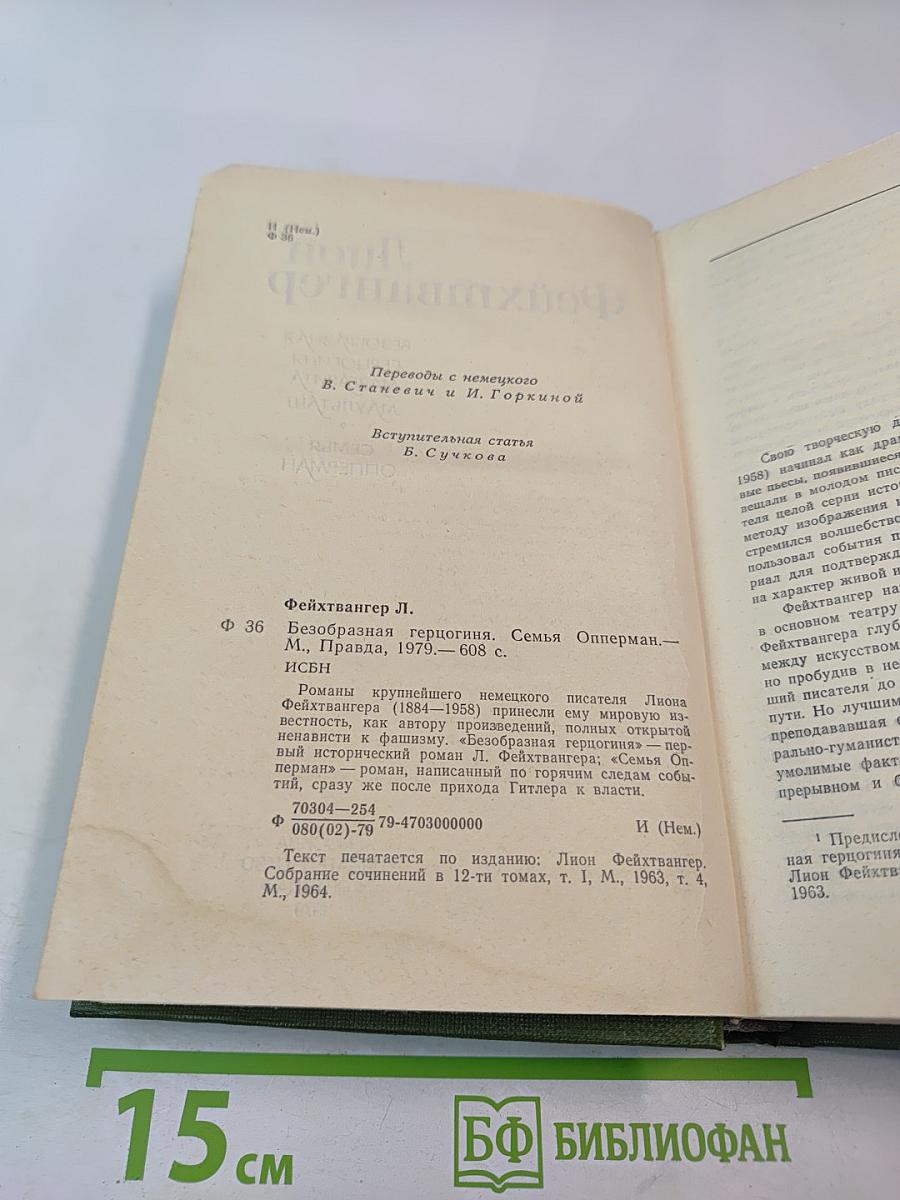 И (Нем.)
Ф 36
Переводы с немецкого
В. Станевич и И. Горкиной
Вступительная статья
Б. Сучкова
Фейхтвангер Л.
Ф 36 Безобразная герцогиня. Семья Опперман.—
М., Правда, 1979.— 608 с.
ИСБН
Романы крупнейшего немецкого писателя Лиона
Фейхтвангера (1884—1958) принесли ему мировую из-
вестность, как автору произведений, полных открытой
ненависти к фашизму. «Безобразная герцогиня» — пер-
вый исторический роман Л. Фейхтвангера; «Семья Оп-
перман» — роман, написанный по горячим следам собы-
тий, сразу же после прихода Гитлера к власти.
Ф 70304—254
080(02)-79 79-4703000000 И (Нем.)
Текст печатается по изданию: Лион Фейхтвангер.
Собрание сочинений в 12-ти томах, т. I, М., 1963, т. 4,
М., 1964.
Свою творческую д
1958) начинал как дра
вые пьесы, появившиеся
вещали в молодом пис
теля целой серии исто
методу изображения и
стремился волшебство
пользовал события п
риал для подтвержд
на характер живой и
Фейхтвангер на
в основном театру
Фейхтвангера глуб
между искусством
но пробудив в не
ший писателя до
пути. Но лучшим
преподававшая
рально-гуманист
умолимые факт
прерывном и
1 Предисло
ная герцогиня
Лион Фейхтв
1963.
15 см
БФ БИБЛИОФАН